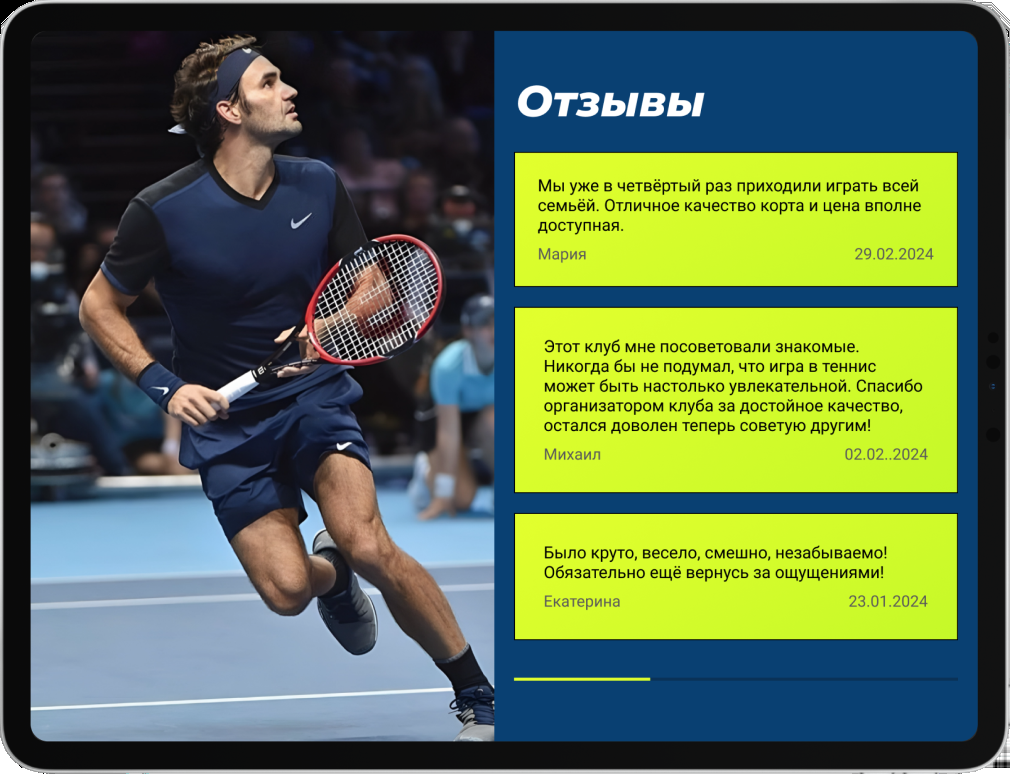 Отзывы
Мы уже в четвёртый раз приходили играть всей
семьёй. Отличное качество корта и цена вполне
доступная.
Мария 29.02.2024
Этот клуб мне посоветовали знакомые.
Никогда бы не подумал, что игра в теннис
может быть настолько увлекательной. Спасибо
организатором клуба за достойное качество,
остался доволен теперь советую другим!
Михаил 02.02..2024
Было круто, весело, смешно, незабываемо!
Обязательно ещё вернусь за ощущениями!
Екатерина 23.01.2024